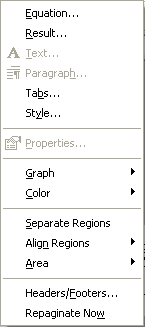 Equation...
Result...
Text...
Paragraph...
Tabs...
Style...
Properties...
Graph
Color
Separate Regions
Align Regions
Area
Headers/Footers...
Repaginate Now